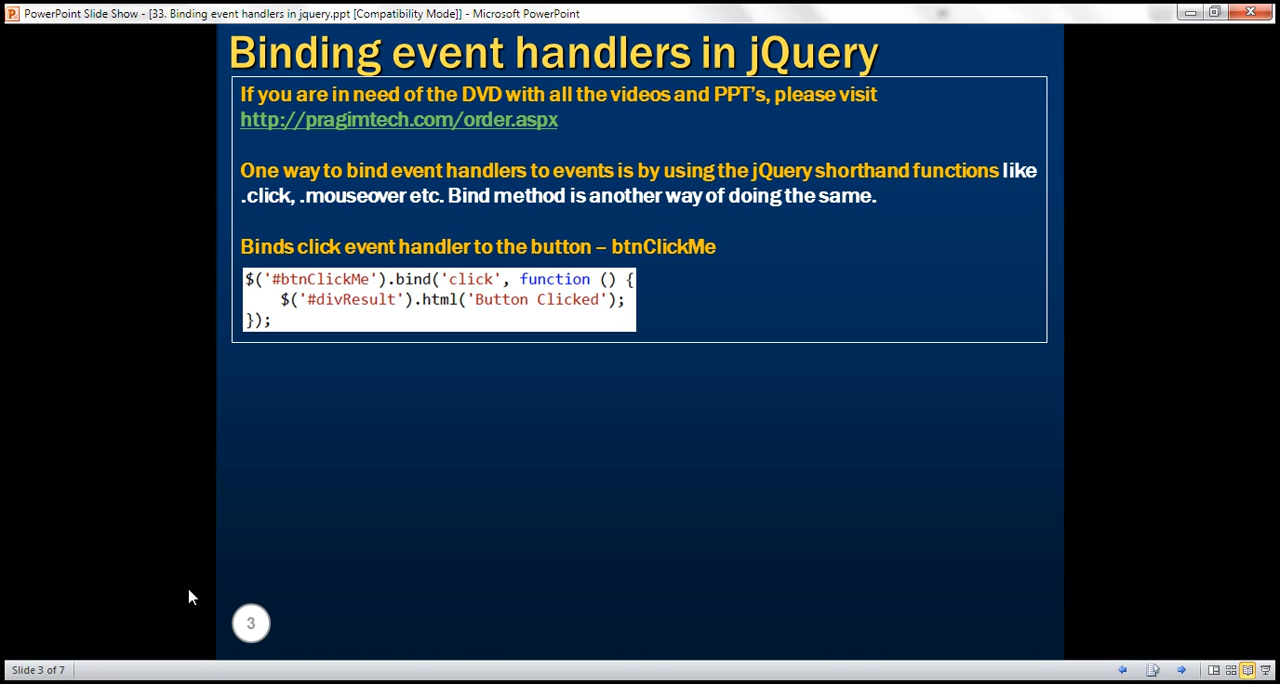 PowerPoint Slide Show - [33. Binding event handlers in jquery.ppt [Compatibility Mode]] - Microsoft PowerPoint
Binding event handlers in jQuery
If you are in need of the DVD with all the videos and PPT's, please visit
http://pragimtech.com/order.aspx
One way to bind event handlers to events is by using the jQuery shorthand functions like
.click, .mouseover etc. Bind method is another way of doing the same.
Binds click event handler to the button – btnClickMe
$('#btnClickMe').bind('click', function () {
$('#divResult').html('Button Clicked');
});
3
Slide 3 of 7